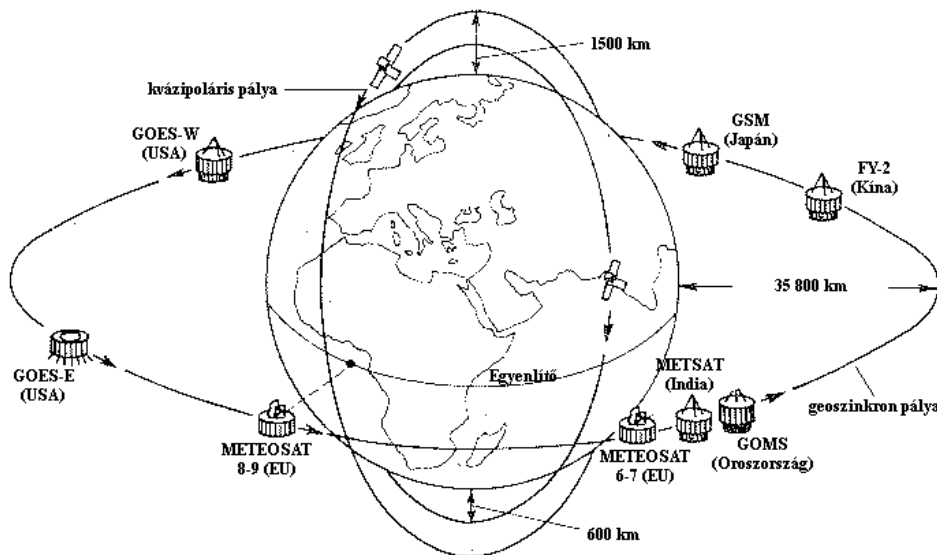 1500 km
kvázipoláris pálya
GOES-W
(USA)
GSM
(Japán)
FY-2
(Kína)
35 800 km
GOES-E
(USA)
Egyenlítő
METSAT
(India)
geoszinkron pálya
METEOSAT
8-9 (EU)
METEOSAT
6-7 (EU)
GOMS
(Oroszország)
600 km